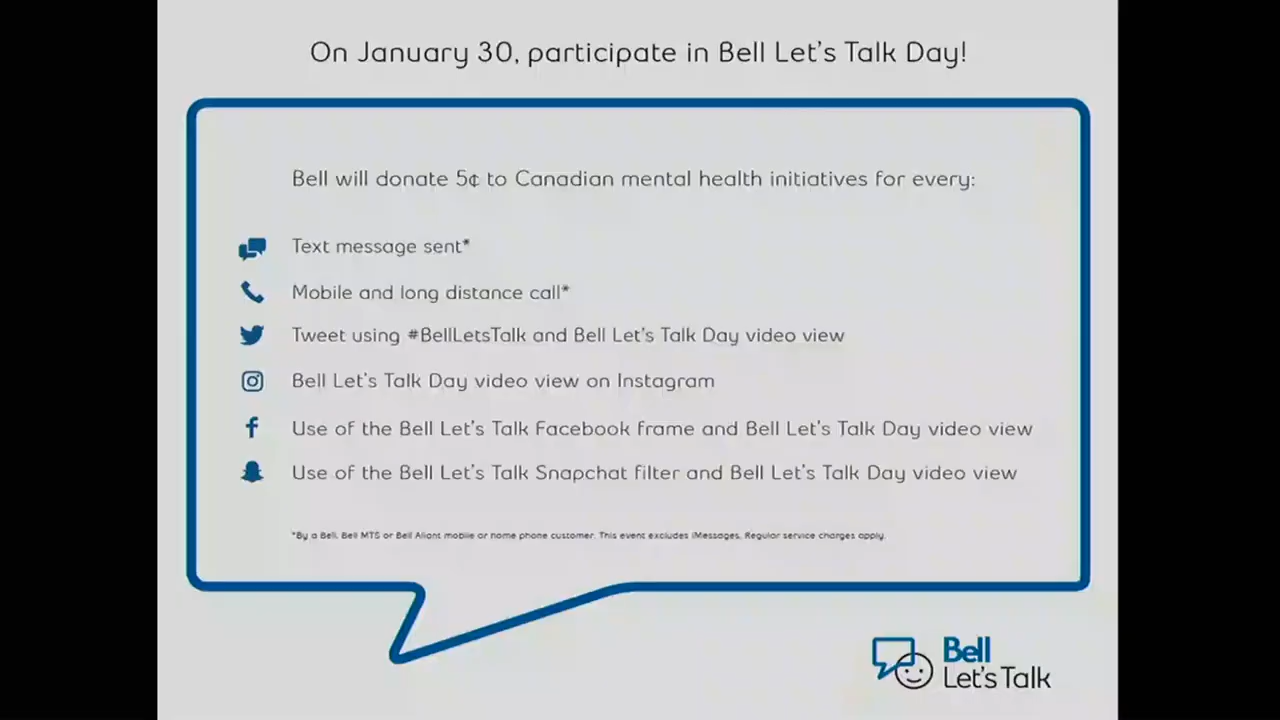 On January 30, participate in Bell Let's Talk Day!
Bell will donate 5¢ to Canadian mental health initiatives for every:
Text message sent*
Mobile and long distance call*
Tweet using #BellLetsTalk and Bell Let's Talk Day video view
Bell Let's Talk Day video view on Instagram
Use of the Bell Let's Talk Facebook frame and Bell Let's Talk Day video view
Use of the Bell Let's Talk Snapchat filter and Bell Let's Talk Day video view
*By a Bell, Bell MTS or Bell Aliant mobile or home phone customer. This event excludes iMessages. Regular service charges apply.
Bell
Let's Talk